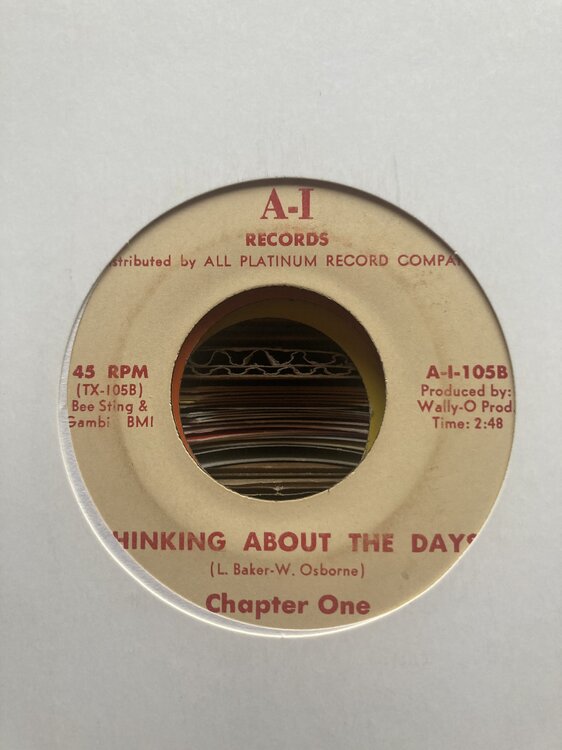 A-I
RECORDS
stributed by ALL PLATINUM RECORD COMPA
45 RPM
(TX-105B)
Bee Sting &
Gambi BMI
A-I-105B
Produced by:
Wally-O Prod.
Time: 2:48
HINKING ABOUT THE DAYS
(L. Baker-W. Osborne)
Chapter One